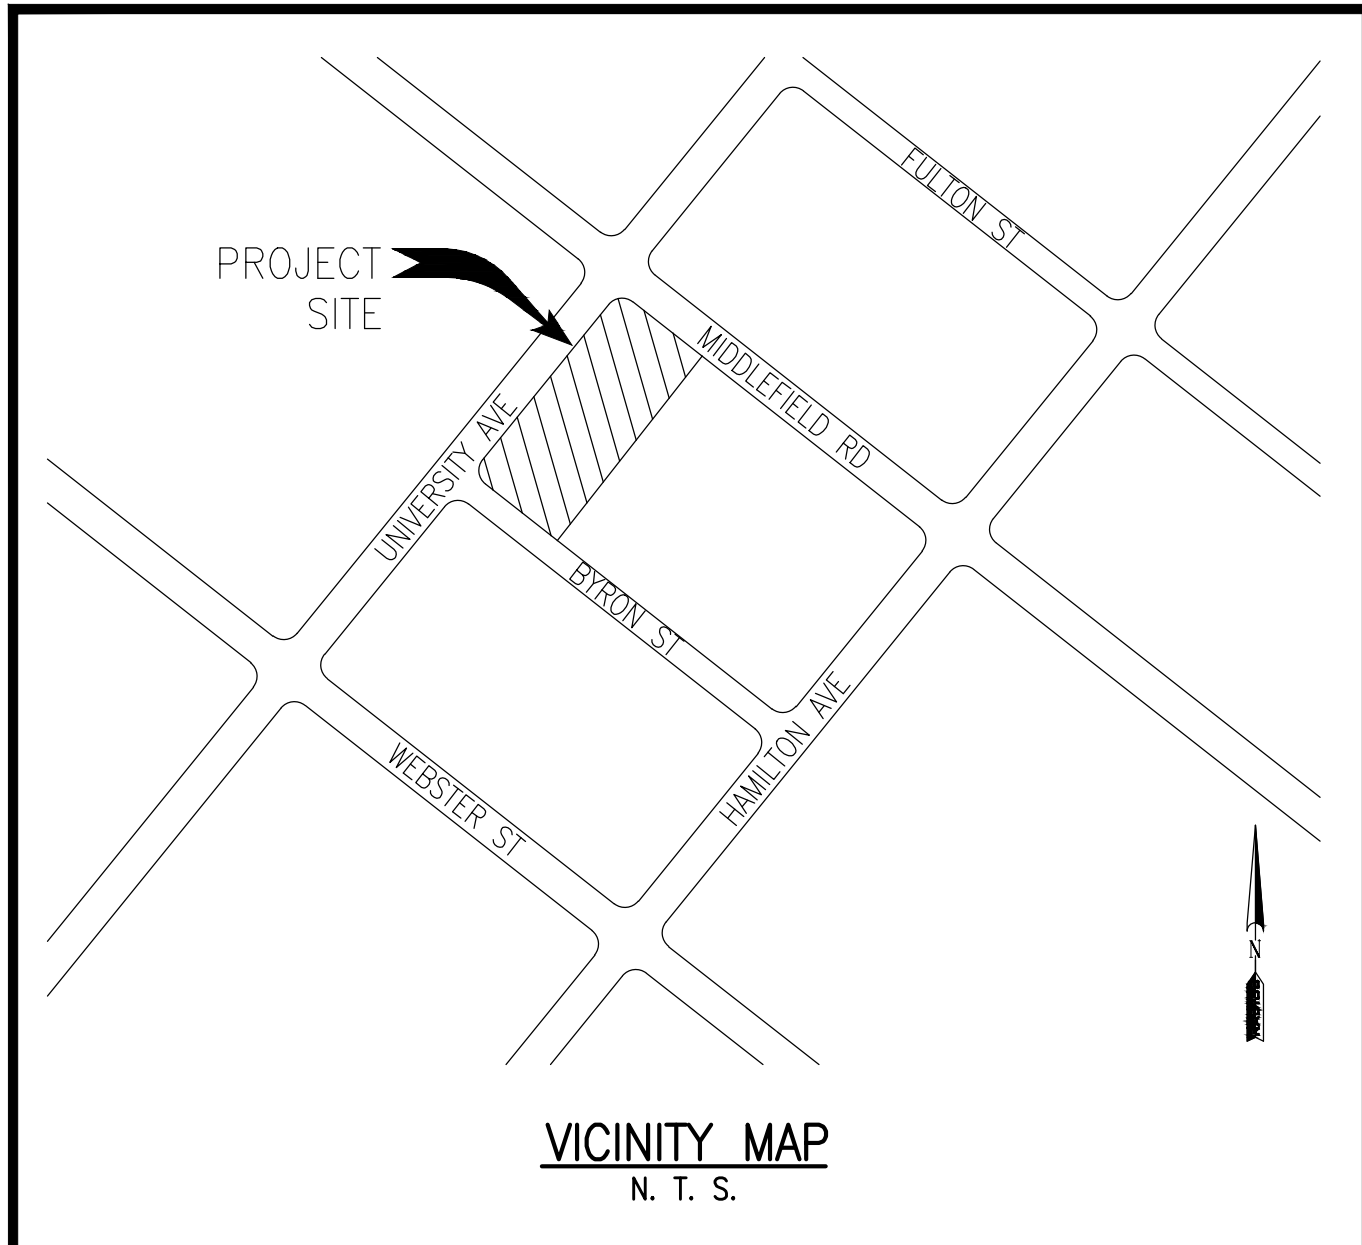 FULTON ST
PROJECT
SITE
MIDDLEFIELD RD
UNIVERSITY AVE
BYRON ST
HAMILTON AVE
WEBSTER ST
N
VICINITY MAP
N. T. S.